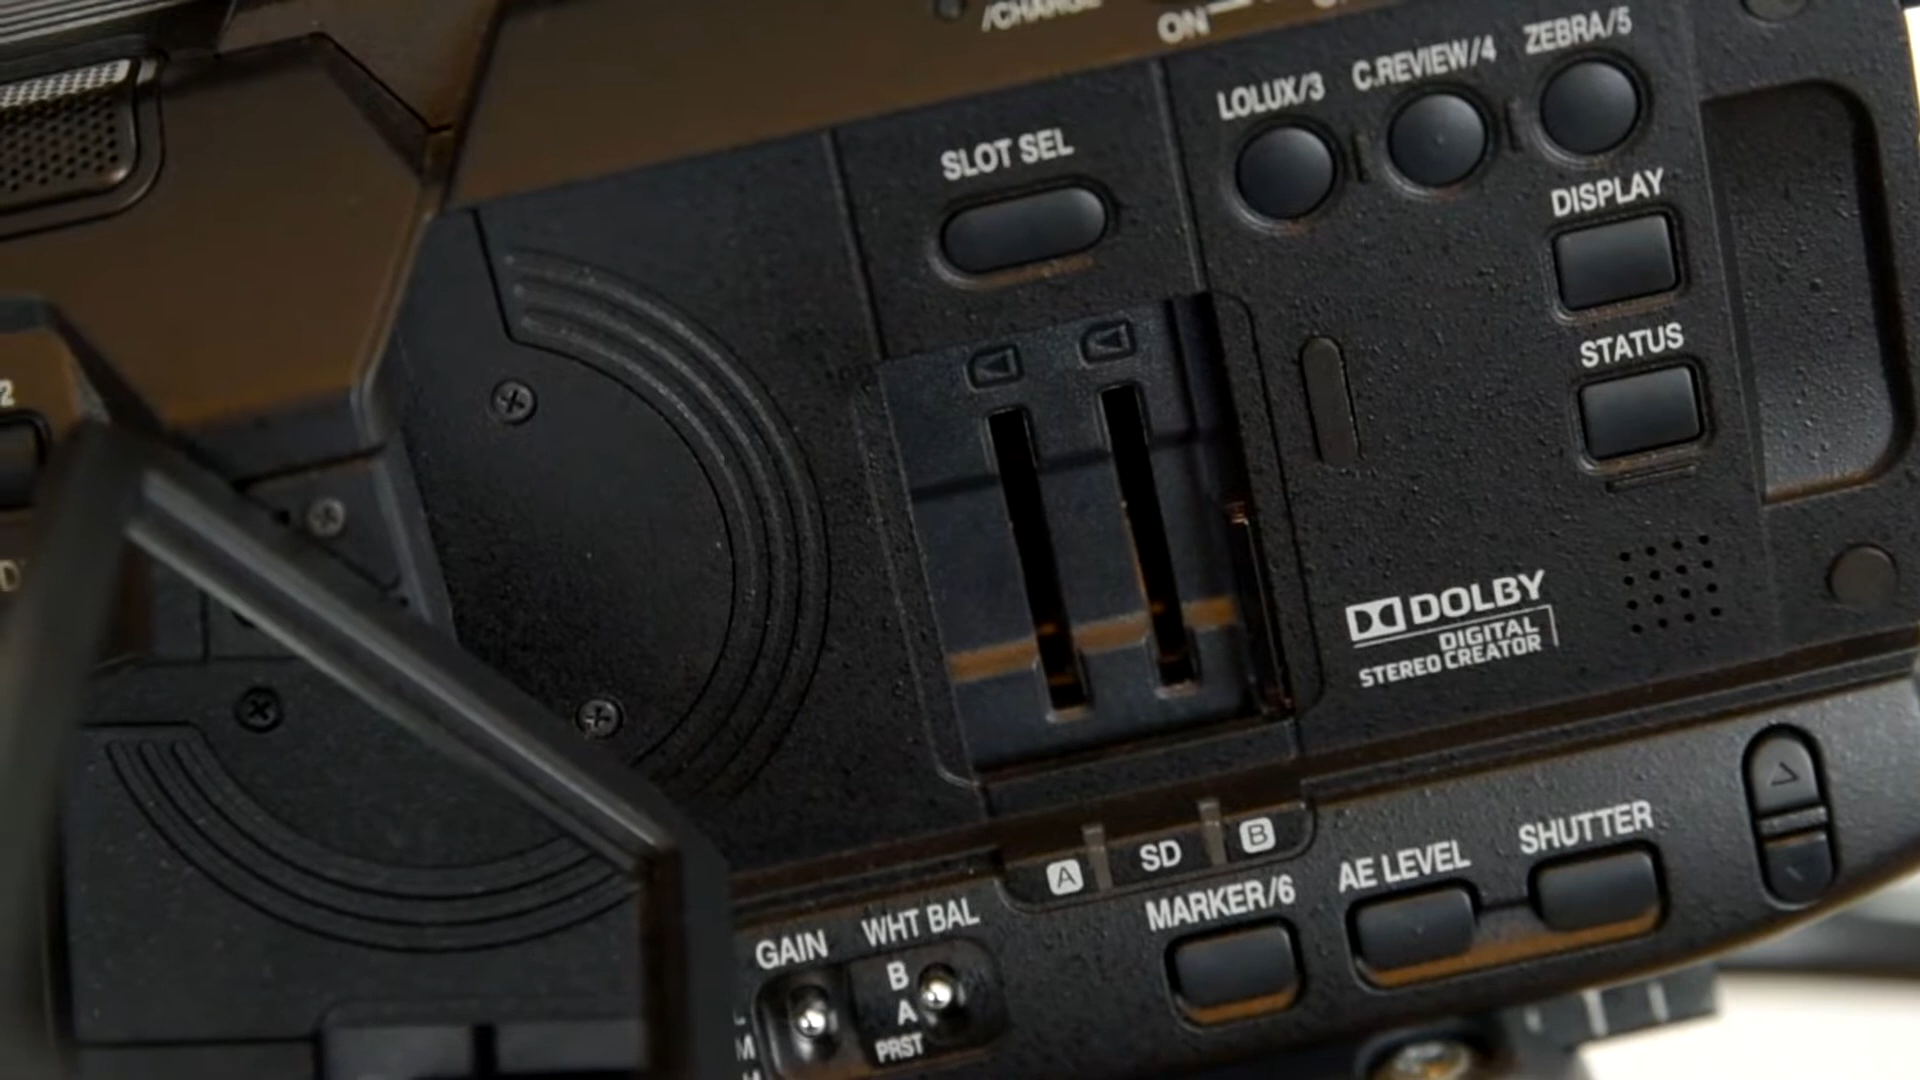 /CHARGE
ON
LOLUX/3
C.REVIEW/4
ZEBRA/5
SLOT SEL
DISPLAY
STATUS
2
DOLBY
DIGITAL
STEREO CREATOR
A
SD
B
MARKER/6
AE LEVEL
SHUTTER
GAIN
WHT BAL
B
A
PRST
L
M
H